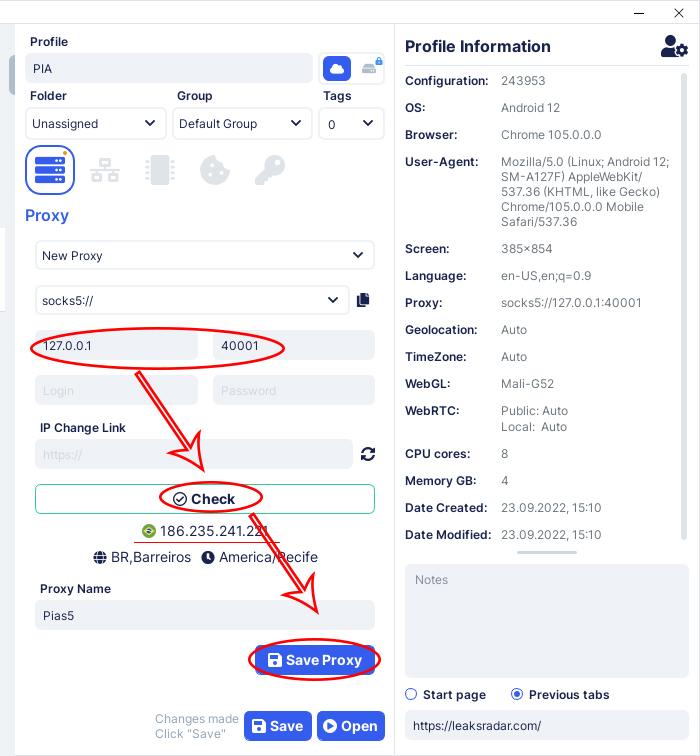 Profile
PIA
Folder Group Tags
Unassigned Default Group 0
Proxy
New Proxy
socks5://
127.0.0.1 40001
Login Password
IP Change Link
https://
Check
186.235.241.221
BR,Barreiros America/Recife
Proxy Name
Pias5
Save Proxy
Changes made
Click "Save"
Save Open
Profile Information
Configuration: 243953
OS: Android 12
Browser: Chrome 105.0.0.0
User-Agent: Mozilla/5.0 (Linux; Android 12;
SM-A127F) AppleWebKit/
537.36 (KHTML, like Gecko)
Chrome/105.0.0.0 Mobile
Safari/537.36
Screen: 385×854
Language: en-US,en;q=0.9
Proxy: socks5://127.0.0.1:40001
Geolocation: Auto
TimeZone: Auto
WebGL: Mali-G52
WebRTC: Public: Auto
Local: Auto
CPU cores: 8
Memory GB: 4
Date Created: 23.09.2022, 15:10
Date Modified: 23.09.2022, 15:10
Notes
Start page Previous tabs
https://leaksradar.com/